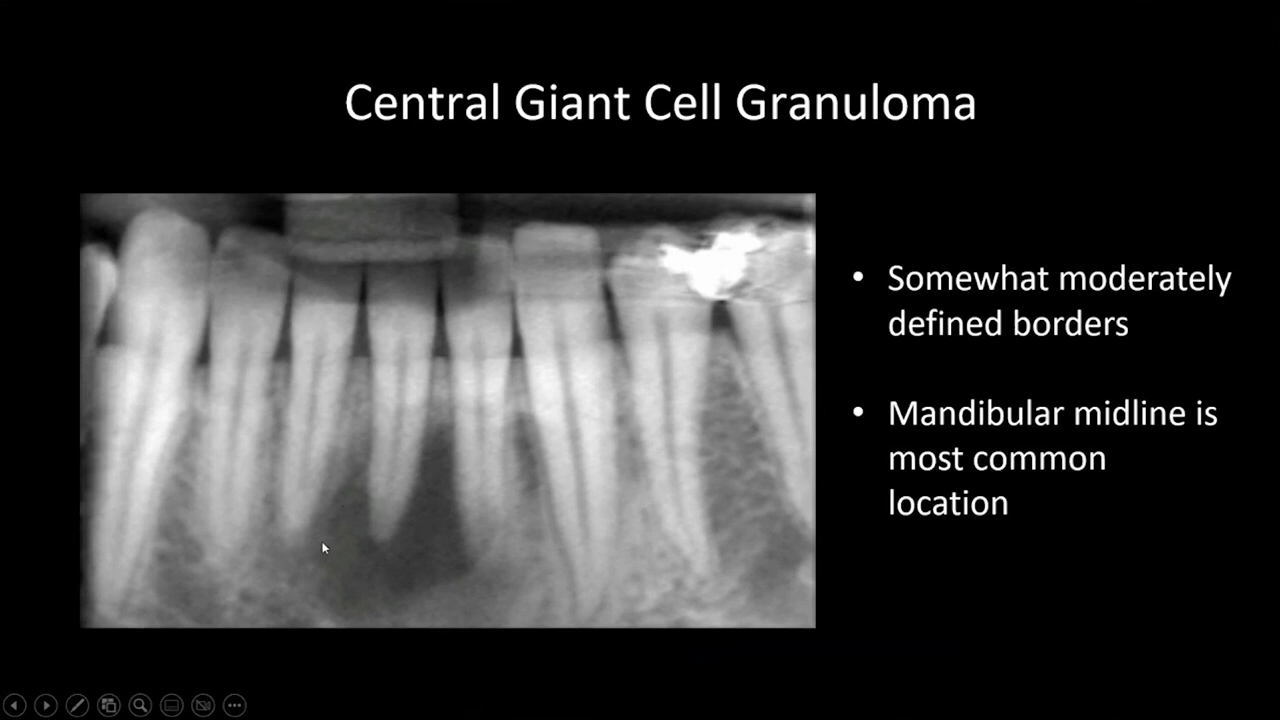 Central Giant Cell Granuloma
• Somewhat moderately
defined borders
• Mandibular midline is
most common
location